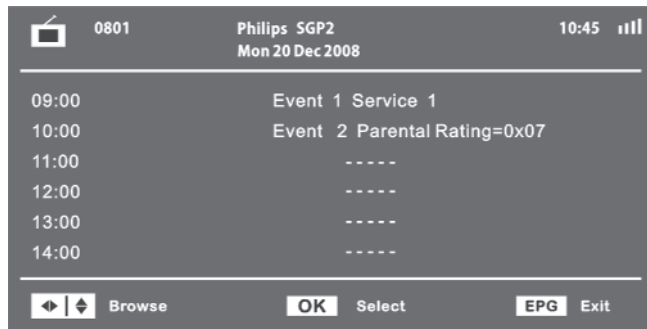 0801 Philips SGP2 10:45
Mon 20 Dec 2008
09:00 Event 1 Service 1
10:00 Event 2 Parental Rating=0x07
11:00 -----
12:00 -----
13:00 -----
14:00 -----
Browse OK Select EPG Exit